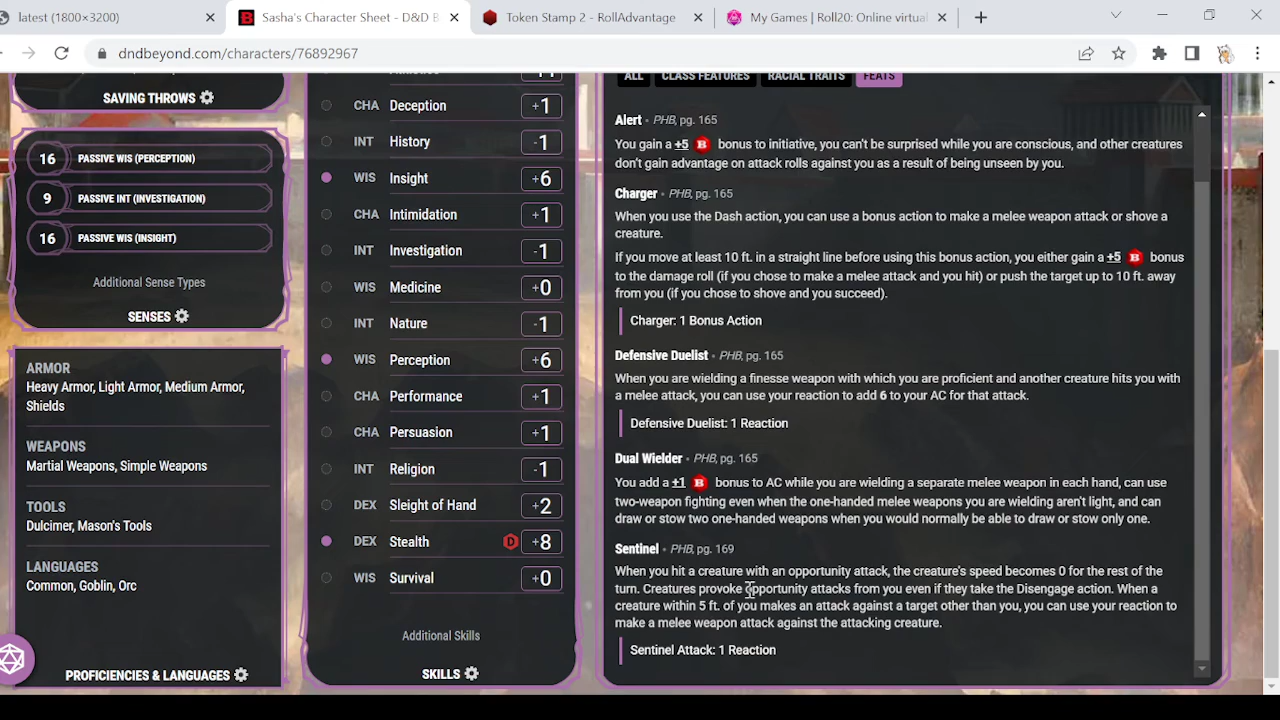 latest (1800×3200)
Sasha's Character Sheet - D&D B
Token Stamp 2 - RollAdvantage
My Games | Roll20: Online virtual
dndbeyond.com/characters/76892967
SAVING THROWS
16 PASSIVE WIS (PERCEPTION)
9 PASSIVE INT (INVESTIGATION)
16 PASSIVE WIS (INSIGHT)
Additional Sense Types
SENSES
ARMOR
Heavy Armor, Light Armor, Medium Armor,
Shields
WEAPONS
Martial Weapons, Simple Weapons
TOOLS
Dulcimer, Mason's Tools
LANGUAGES
Common, Goblin, Orc
PROFICIENCIES & LANGUAGES
CHA Deception +1
INT History -1
WIS Insight +6
CHA Intimidation +1
INT Investigation -1
WIS Medicine +0
INT Nature -1
WIS Perception +6
CHA Performance +1
CHA Persuasion +1
INT Religion -1
DEX Sleight of Hand +2
DEX Stealth D +8
WIS Survival +0
Additional Skills
SKILLS
ALL CLASS FEATURES RACIAL TRAITS FEATS
Alert • PHB, pg. 165
You gain a +5 B bonus to initiative, you can't be surprised while you are conscious, and other creatures
don't gain advantage on attack rolls against you as a result of being unseen by you.
Charger • PHB, pg. 165
When you use the Dash action, you can use a bonus action to make a melee weapon attack or shove a
creature.
If you move at least 10 ft. in a straight line before using this bonus action, you either gain a +5 B bonus
to the damage roll (if you chose to make a melee attack and you hit) or push the target up to 10 ft. away
from you (if you chose to shove and you succeed).
Charger: 1 Bonus Action
Defensive Duelist • PHB, pg. 165
When you are wielding a finesse weapon with which you are proficient and another creature hits you with
a melee attack, you can use your reaction to add 6 to your AC for that attack.
Defensive Duelist: 1 Reaction
Dual Wielder • PHB, pg. 165
You add a +1 B bonus to AC while you are wielding a separate melee weapon in each hand, can use
two-weapon fighting even when the one-handed melee weapons you are wielding aren't light, and can
draw or stow two one-handed weapons when you would normally be able to draw or stow only one.
Sentinel • PHB, pg. 169
When you hit a creature with an opportunity attack, the creature's speed becomes 0 for the rest of the
turn. Creatures provoke opportunity attacks from you even if they take the Disengage action. When a
creature within 5 ft. of you makes an attack against a target other than you, you can use your reaction to
make a melee weapon attack against the attacking creature.
Sentinel Attack: 1 Reaction